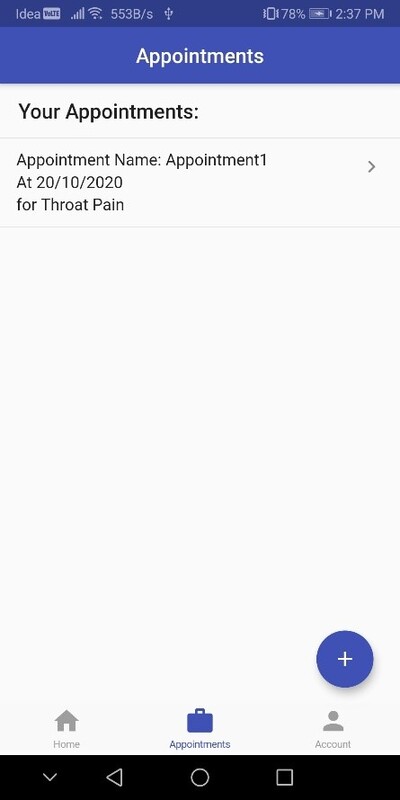 Idea VoLTE 553B/s 78% 2:37 PM
Appointments
Your Appointments:
Appointment Name: Appointment1
At 20/10/2020
for Throat Pain
Home Appointments Account